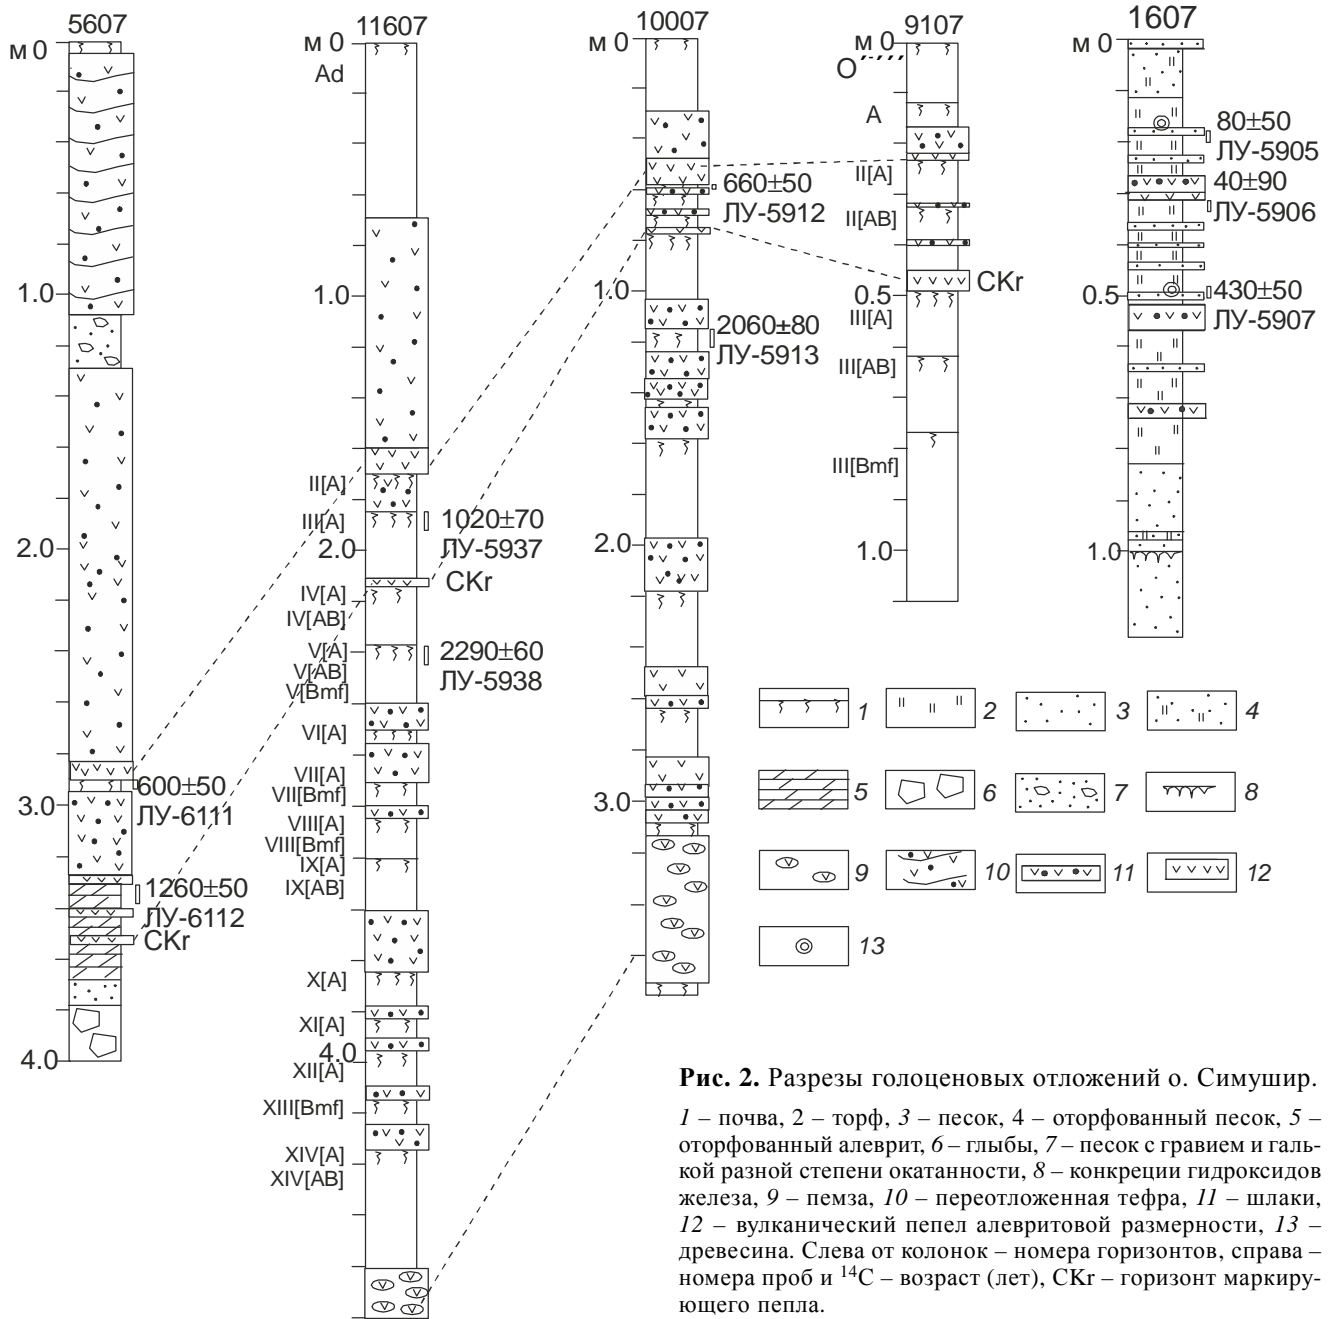 5607
11607
10007
9107
1607
м 0
1.0
2.0
3.0
4.0
600±50
ЛУ-6111
1260±50
ЛУ-6112
CKr
м 0
Ad
1.0
II[A]
III[A]
1020±70
ЛУ-5937
2.0
CKr
IV[A]
IV[AB]
V[A]
2290±60
ЛУ-5938
V[AB]
V[Bmf]
VI[A]
VII[A]
VII[Bmf]
VIII[A]
VIII[Bmf]
IX[A]
IX[AB]
X[A]
XI[A]
4.0
XII[A]
XIII[Bmf]
XIV[A]
XIV[AB]
м 0
660±50
ЛУ-5912
1.0
2060±80
ЛУ-5913
2.0
3.0
м 0
O
A
II[A]
II[AB]
CKr
0.5
III[A]
III[AB]
III[Bmf]
1.0
м 0
80±50
ЛУ-5905
40±90
ЛУ-5906
430±50
0.5
ЛУ-5907
1.0
1 2 3 4
5 6 7 8
9 10 11 12
13
Рис. 2. Разрезы голоценовых отложений о. Симушир.
1 – почва, 2 – торф, 3 – песок, 4 – оторфованный песок, 5 –
оторфованный алеврит, 6 – глыбы, 7 – песок с гравием и галь-
кой разной степени окатанности, 8 – конкреции гидроксидов
железа, 9 – пемза, 10 – переотложенная тефра, 11 – шлаки,
12 – вулканический пепел алевритовой размерности, 13 –
древесина. Слева от колонок – номера горизонтов, справа –
номера проб и ¹⁴C – возраст (лет), CKr – горизонт маркиру-
ющего пепла.